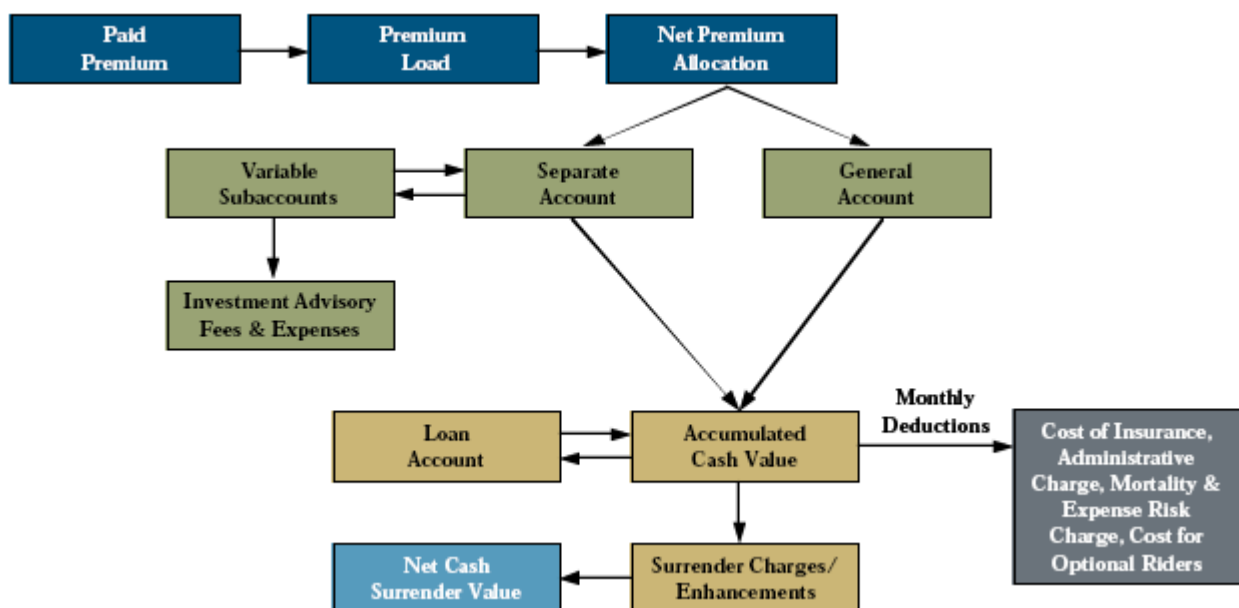 Paid
Premium
Premium
Load
Net Premium
Allocation
Variable
Subaccounts
Separate
Account
General
Account
Investment Advisory
Fees & Expenses
Loan
Account
Accumulated
Cash Value
Monthly
Deductions
Cost of Insurance,
Administrative
Charge, Mortality &
Expense Risk
Charge, Cost for
Optional Riders
Net Cash
Surrender Value
Surrender Charges/
Enhancements